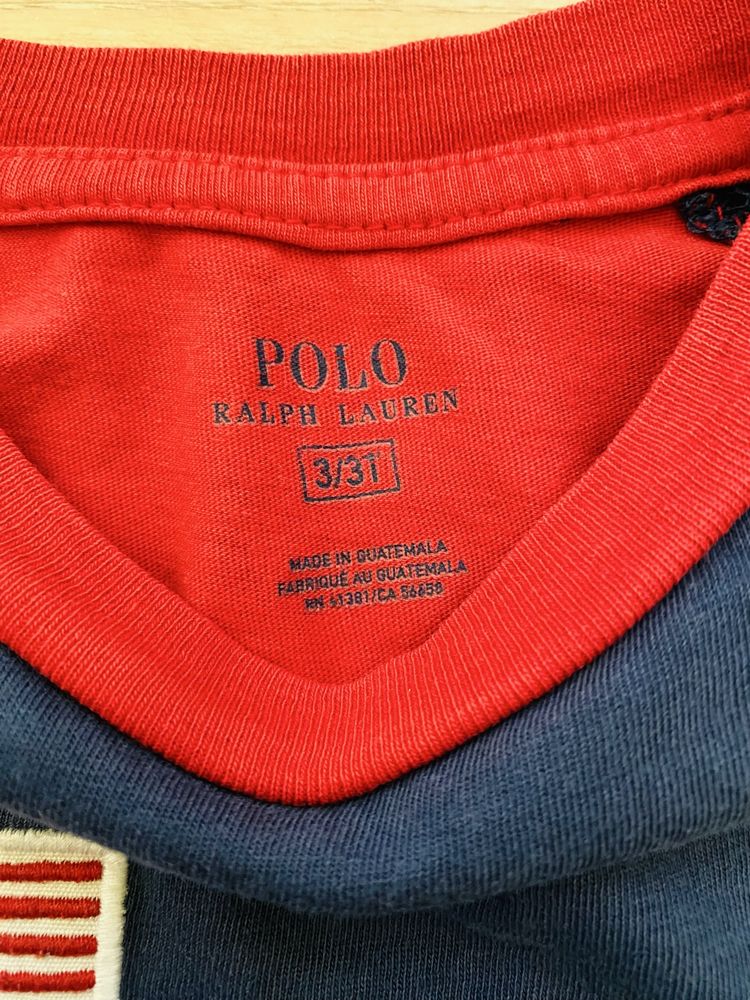 POLO
RALPH LAUREN
3/3T
MADE IN GUATEMALA
FABRIQUÉ AU GUATEMALA
RN 41381/CA 56658